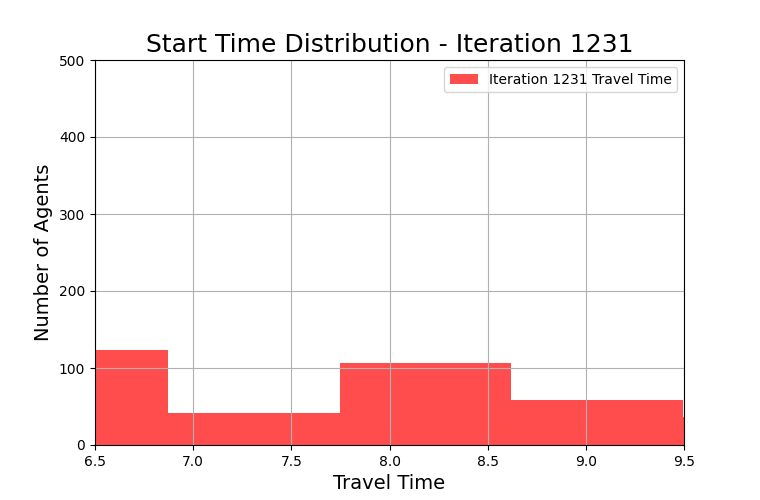 Start Time Distribution - Iteration 1231
Iteration 1231 Travel Time
Number of Agents
500
400
300
200
100
0
6.5 7.0 7.5 8.0 8.5 9.0 9.5
Travel Time